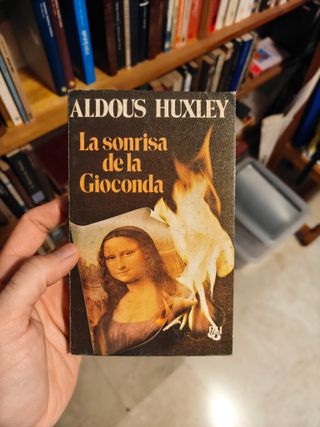 ALDOUS HUXLEY
La sonrisa
de la
Gioconda